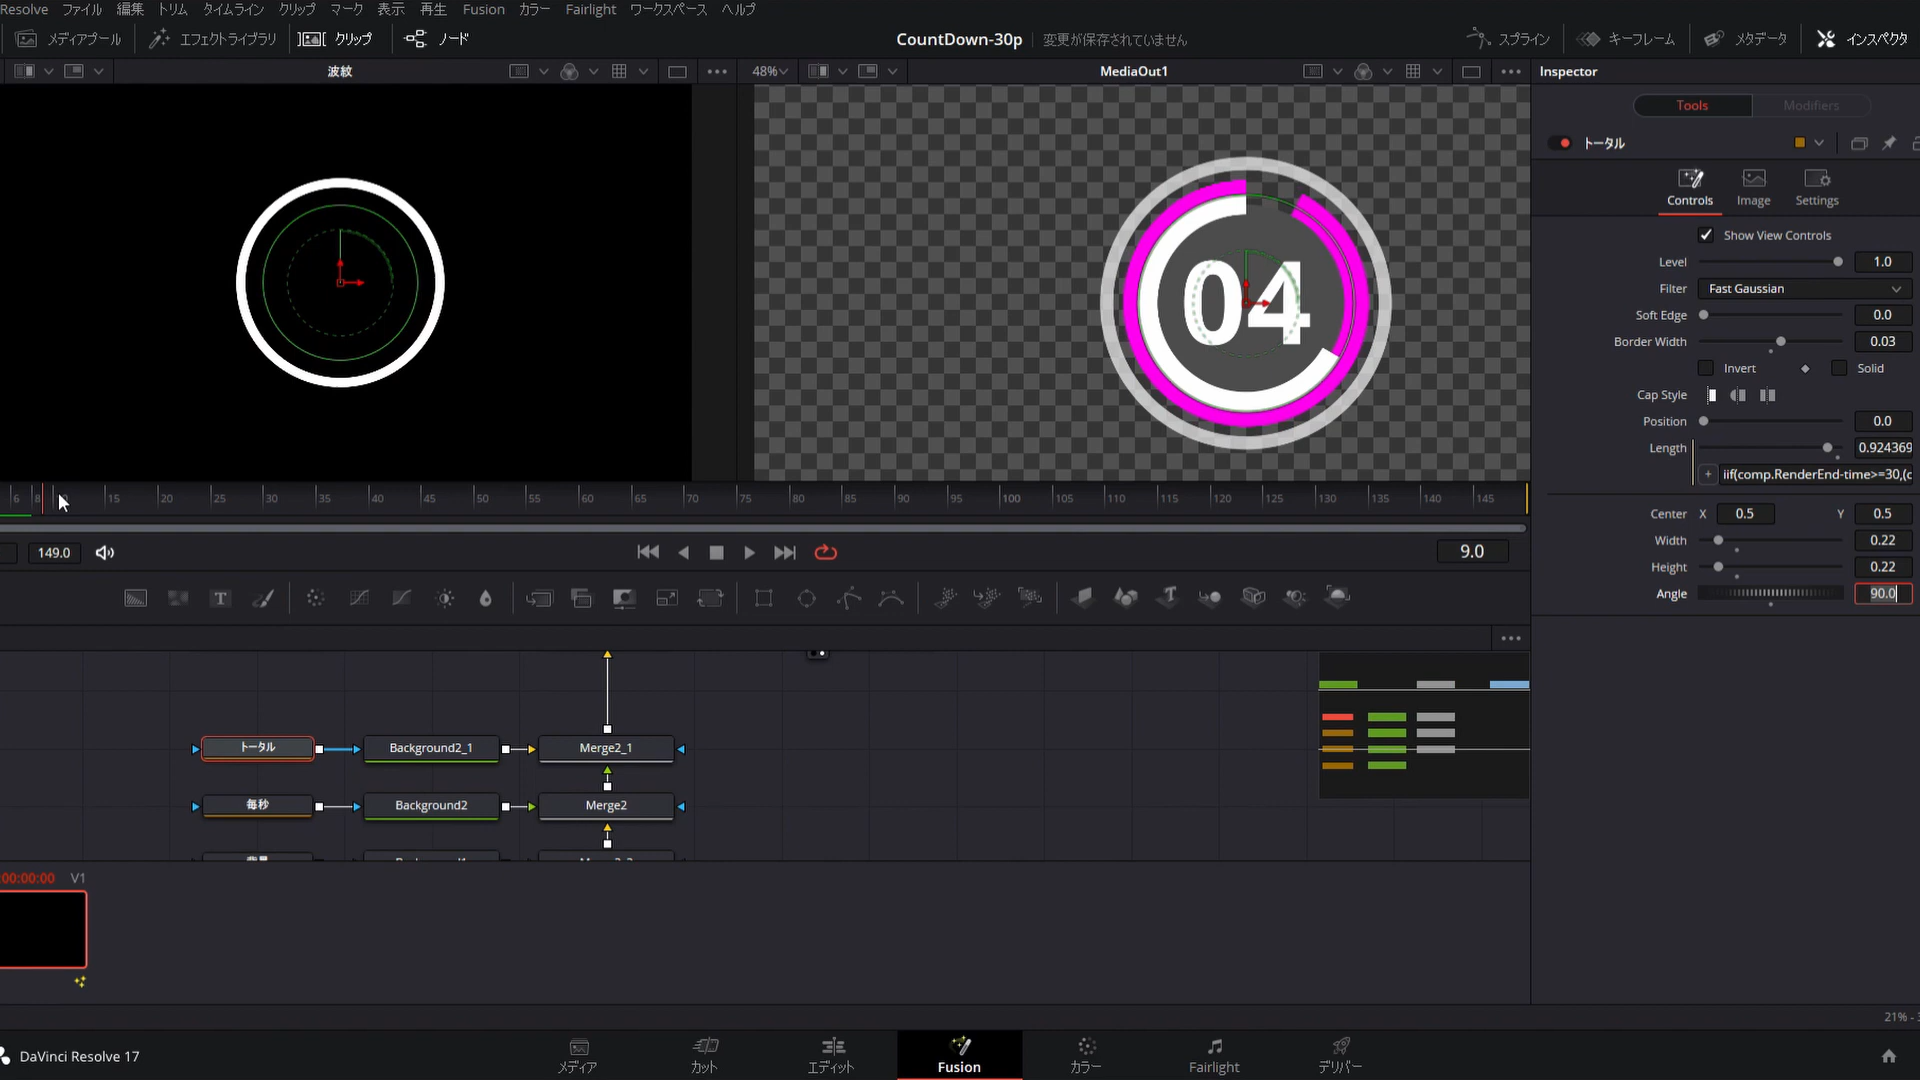 Resolve ファイル 編集 トリム タイムライン クリップ マーク 表示 再生 Fusion カラー Fairlight ワークスペース ヘルプ
メディアプール エフェクトライブラリ クリップ ノード CountDown-30p 変更が保存されていません スプライン キーフレーム メタデータ インスペクタ
波紋 48% MediaOut1 Inspector
Tools Modifiers
トータル
Controls Image Settings
Show View Controls
Level 1.0
Filter Fast Gaussian
Soft Edge 0.0
Border Width 0.03
Invert Solid
Cap Style
Position 0.0
Length 0.924369
iif(comp.RenderEnd-time>=30,(c
Center X 0.5 Y 0.5
Width 0.22
Height 0.22
Angle 90.0
04
6 8 15 20 25 30 35 40 45 50 55 60 65 70 75 80 85 90 95 100 105 110 115 120 125 130 135 140 145
149.0 9.0
トータル Background2_1 Merge2_1
毎秒 Background2 Merge2
00:00:00 V1
21% -
DaVinci Resolve 17
メディア カット エディット Fusion カラー Fairlight デリバー